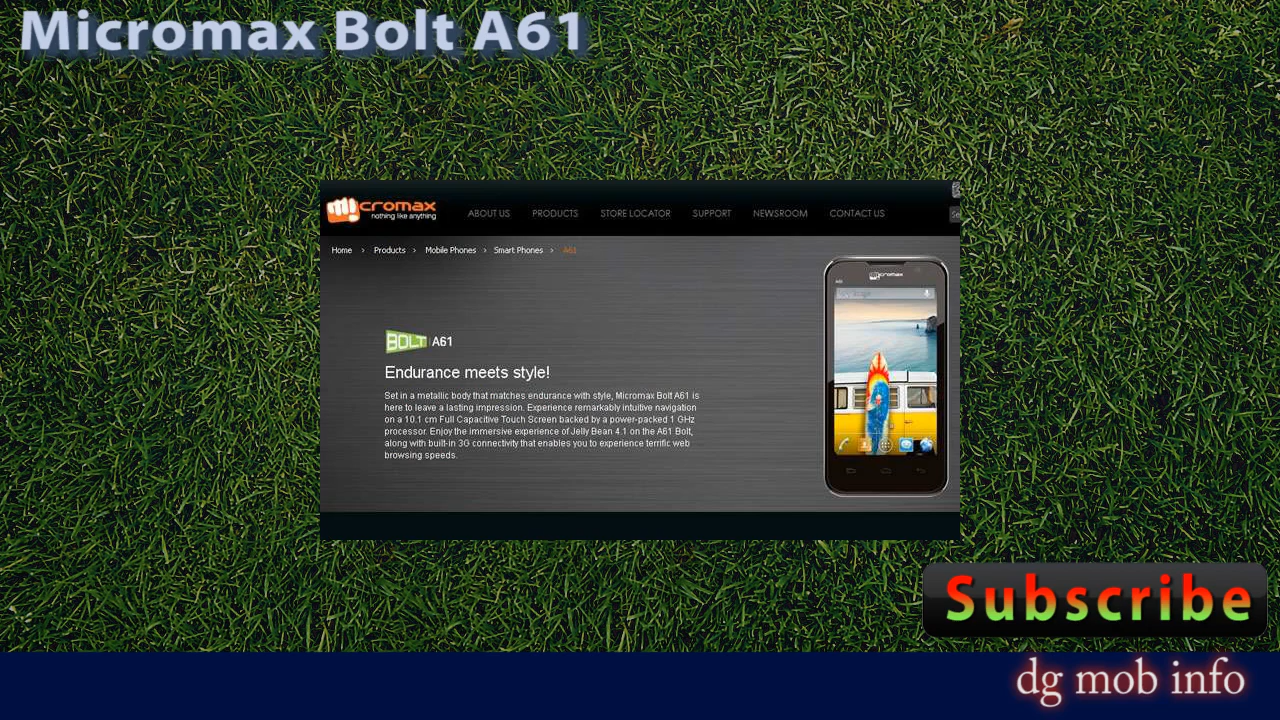 Micromax Bolt A61
cromax
nothing like anything
ABOUT US PRODUCTS STORE LOCATOR SUPPORT NEWSROOM CONTACT US
Home > Products > Mobile Phones > Smart Phones > A61
BOLT A61
Endurance meets style!
Set in a metallic body that matches endurance with style, Micromax Bolt A61 is
here to leave a lasting impression. Experience remarkably intuitive navigation
on a 10.1 cm Full Capacitive Touch Screen backed by a power-packed 1 GHz
processor. Enjoy the immersive experience of Jelly Bean 4.1 on the A61 Bolt,
along with built-in 3G connectivity that enables you to experience terrific web
browsing speeds.
cromax
Subscribe
dg mob info